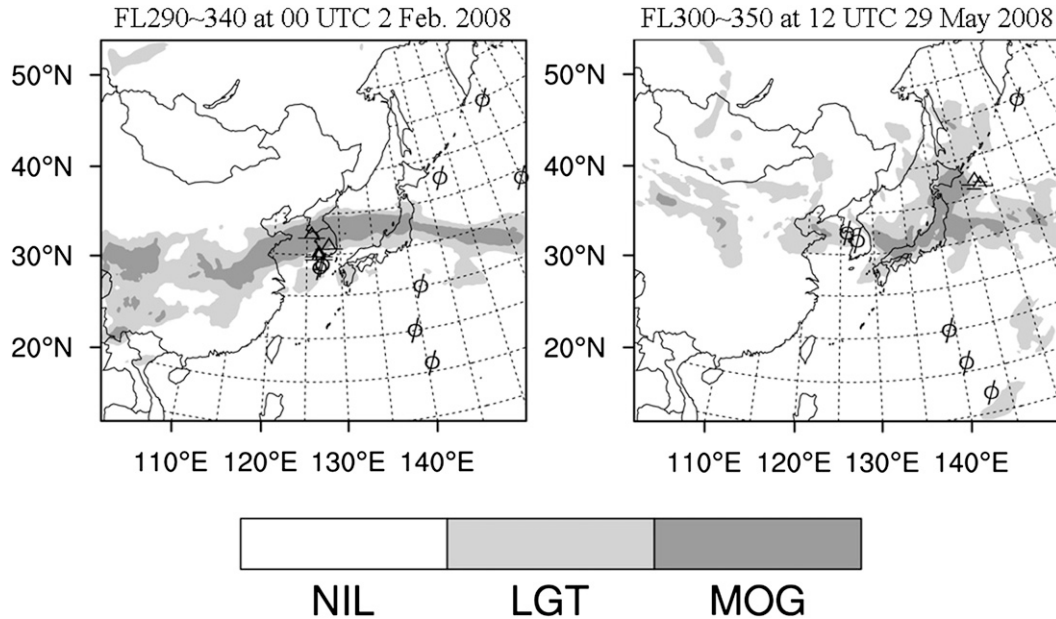 FL290~340 at 00 UTC 2 Feb. 2008
FL300~350 at 12 UTC 29 May 2008
50°N
40°N
30°N
20°N
110°E 120°E 130°E 140°E
50°N
40°N
30°N
20°N
110°E 120°E 130°E 140°E
NIL LGT MOG